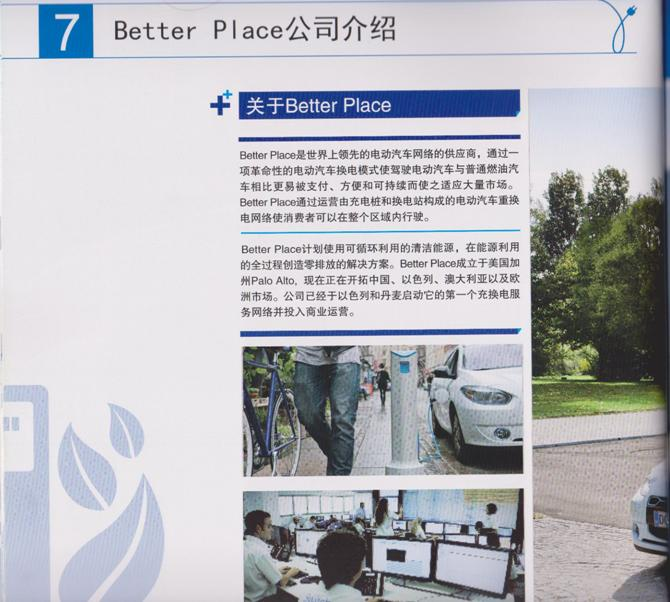 7 Better Place公司介绍
关于Better Place
Better Place是世界上领先的电动汽车网络的供应商，通过一
项革命性的电动汽车换电模式使驾驶电动汽车与普通燃油汽
车相比更易被支付、方便和可持续而使之适应大量市场。
Better Place通过运营由充电桩和换电站构成的电动汽车重换
电网络使消费者可以在整个区域内行驶。
Better Place计划使用可循环利用的清洁能源，在能源利用
的全过程创造零排放的解决方案。Better Place成立于美国加
州Palo Alto，现在正在开拓中国、以色列、澳大利亚以及欧
洲市场。公司已经于以色列和丹麦启动它的第一个充换电服
务网络并投入商业运营。